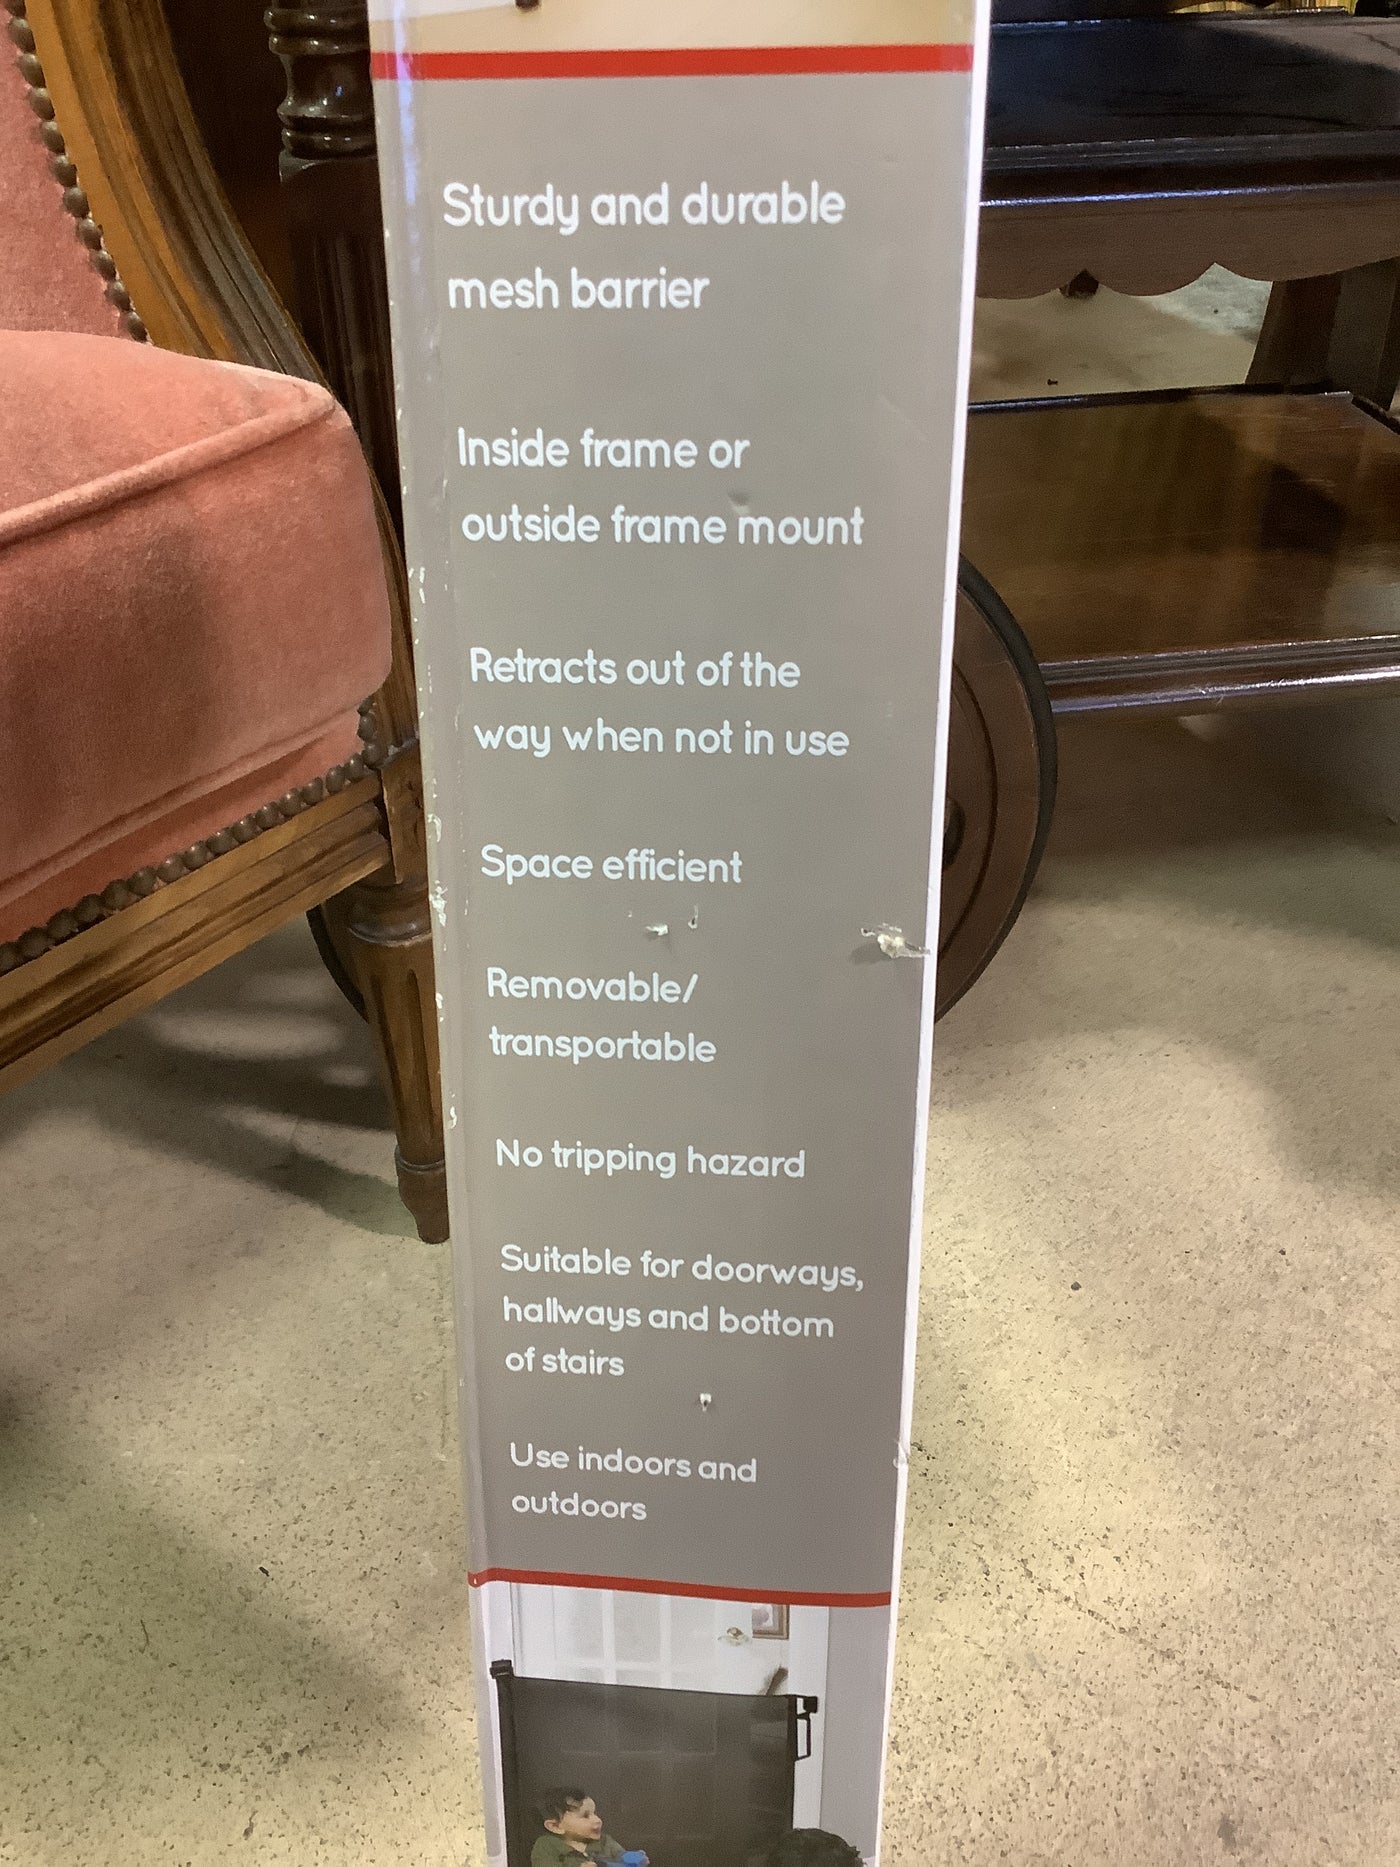 Sturdy and durable
mesh barrier
Inside frame or
outside frame mount
Retracts out of the
way when not in use
Space efficient
Removable/
transportable
No tripping hazard
Suitable for doorways,
hallways and bottom
of stairs
Use indoors and
outdoors